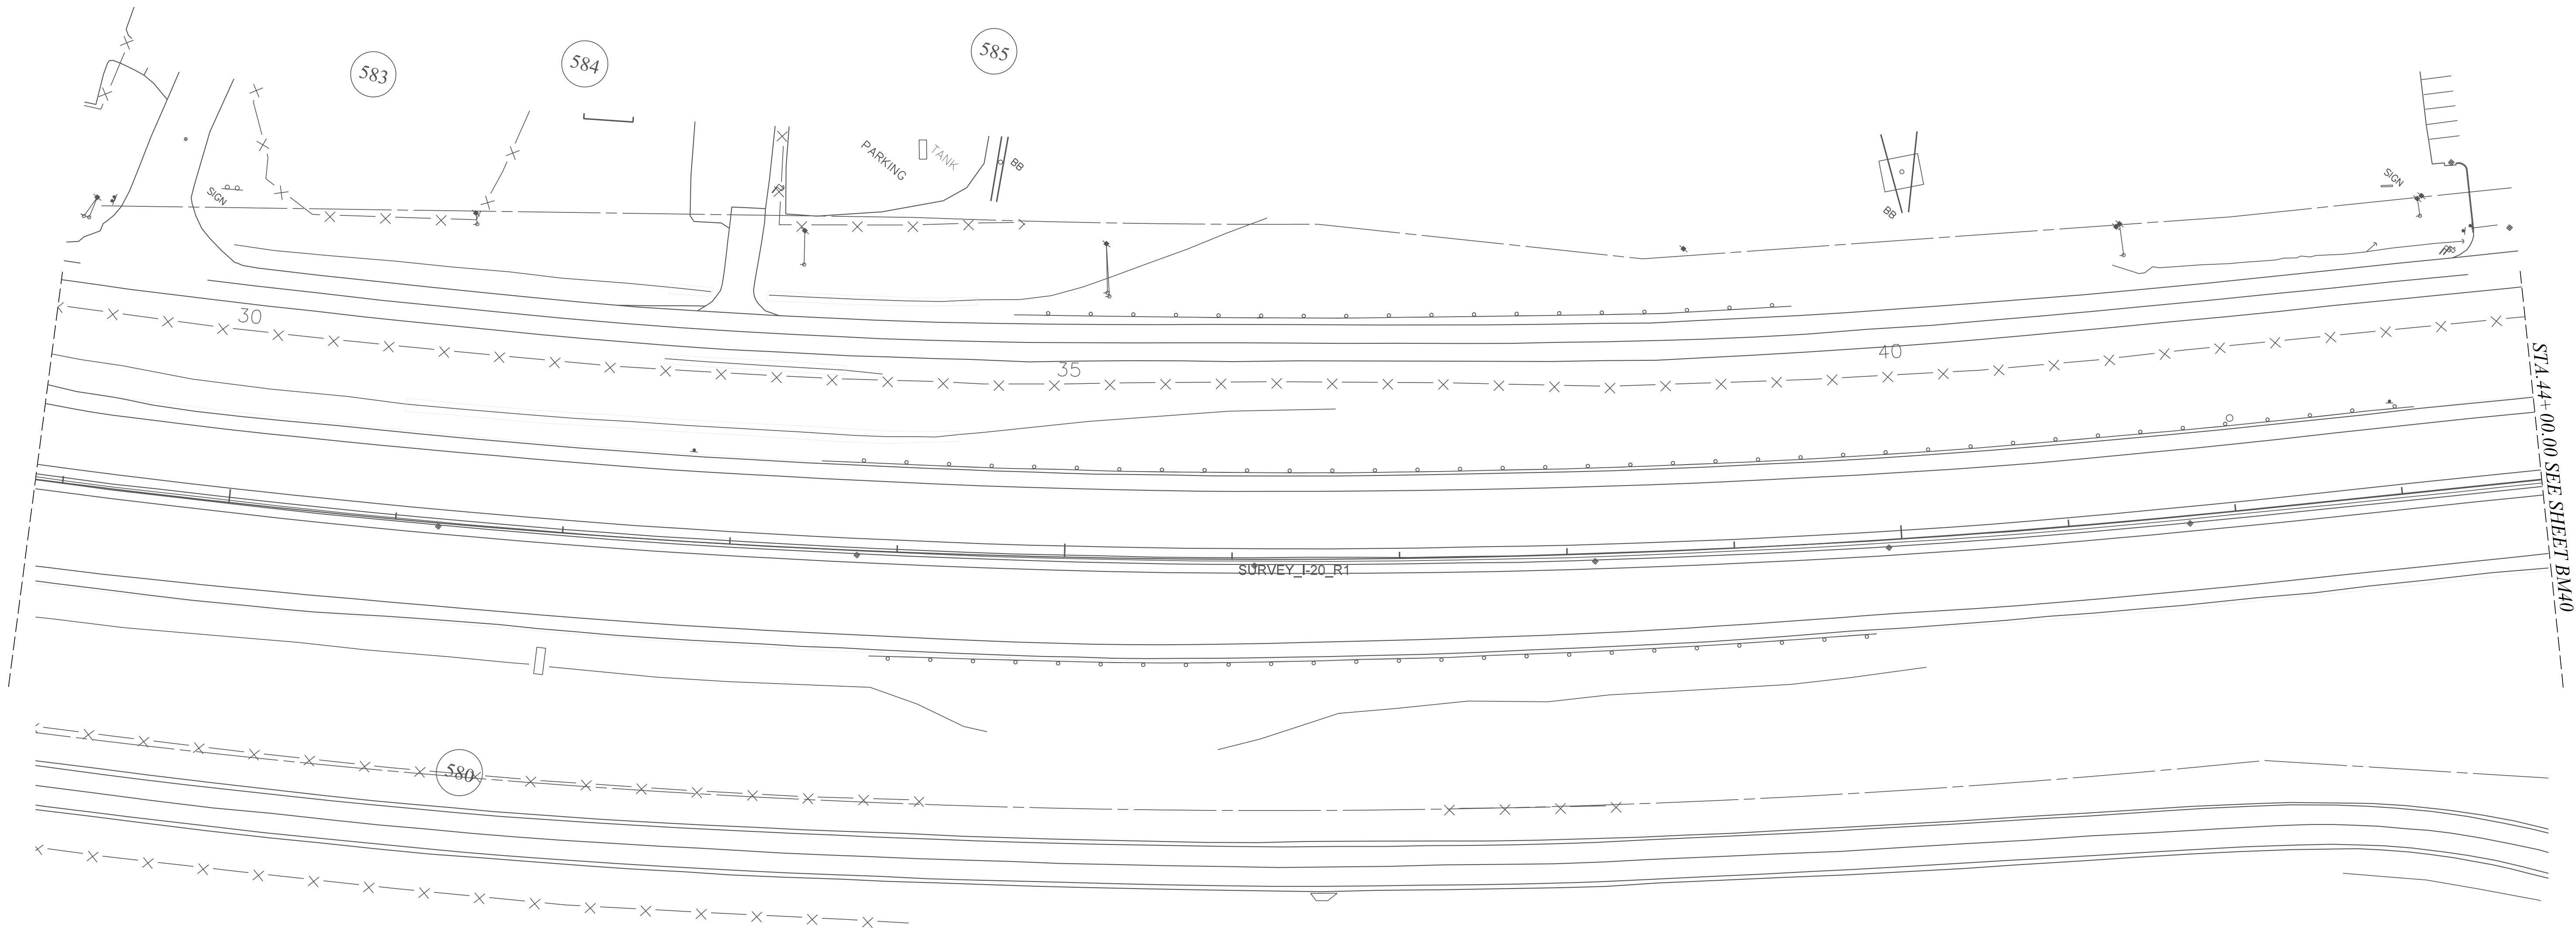 583
584
585
PARKING
TANK
BB
SIGN
BB
SIGN
30
35
40
STA.44+00.00 SEE SHEET BM40
SURVEY_I-20_R1
580